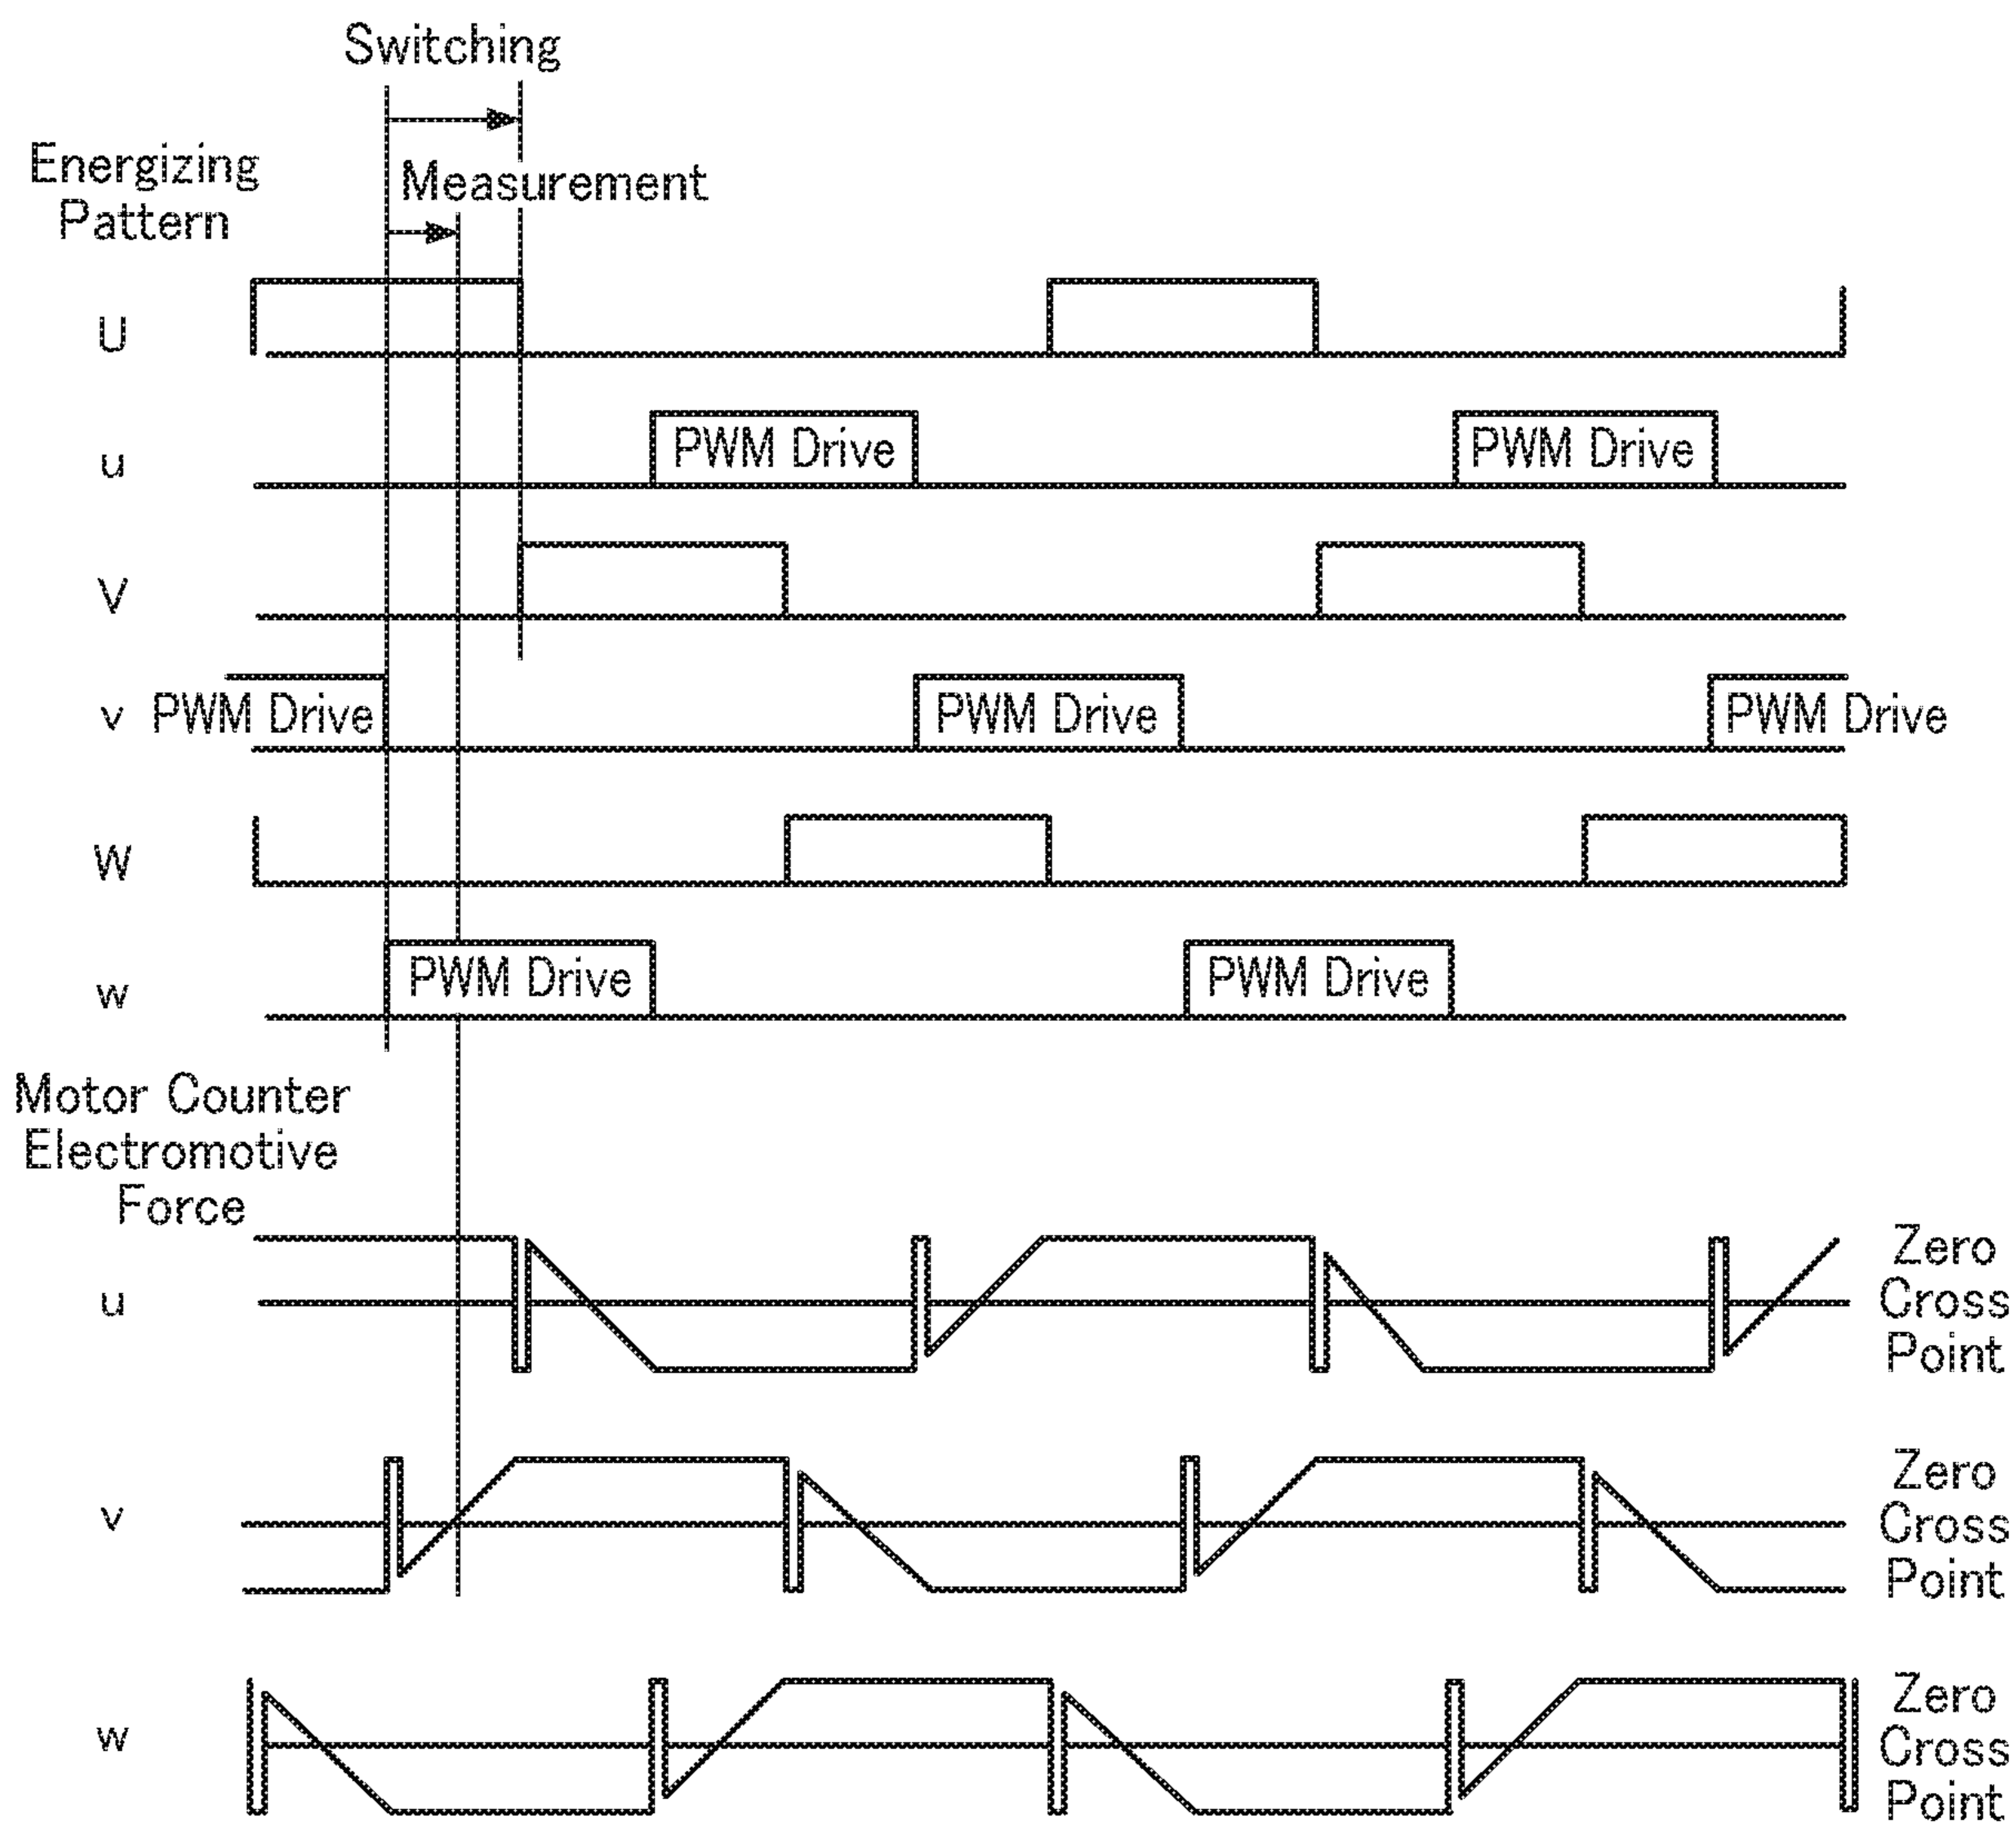 Switching
Energizing
Pattern
Measurement
U
u
PWM Drive
PWM Drive
V
v
PWM Drive
PWM Drive
PWM Drive
W
w
PWM Drive
PWM Drive
Motor Counter
Electromotive
Force
u
Zero
Cross
Point
v
Zero
Cross
Point
w
Zero
Cross
Point